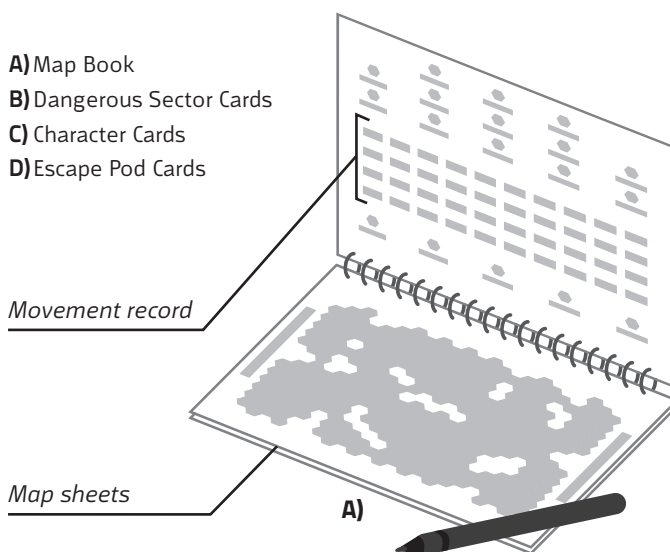 A) Map Book
B) Dangerous Sector Cards
C) Character Cards
D) Escape Pod Cards
Movement record
Map sheets
A)